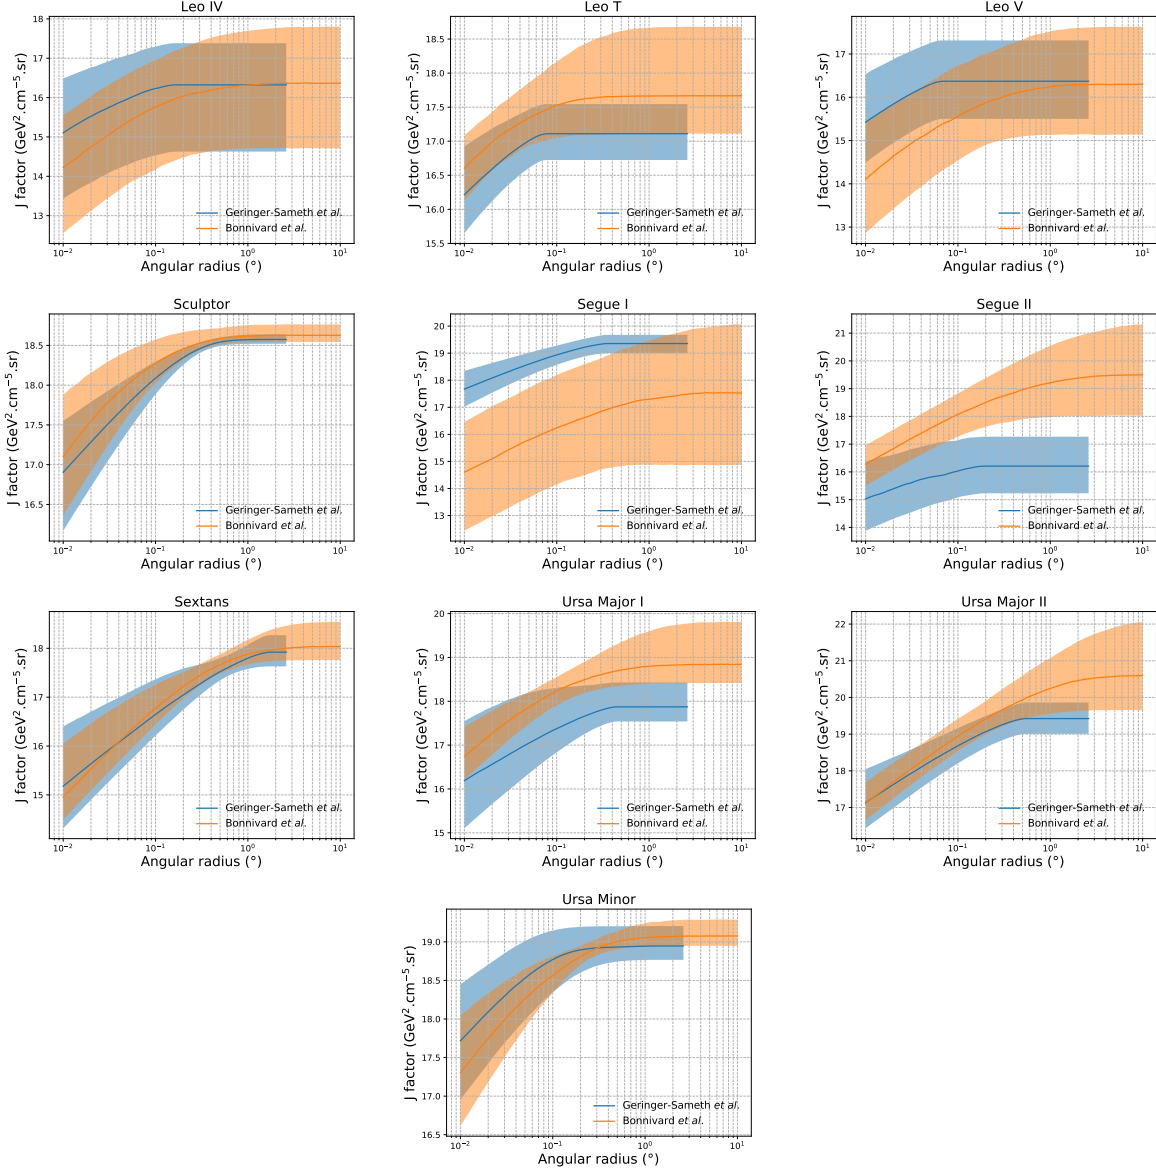 Leo IV
J factor (GeV².cm⁻⁵.sr)
18
17
16
15
14
13
10⁻² 10⁻¹ 10⁰ 10¹
Angular radius (°)
Geringer-Sameth et al.
Bonnivard et al.
Leo T
J factor (GeV².cm⁻⁵.sr)
18.5
18.0
17.5
17.0
16.5
16.0
15.5
10⁻² 10⁻¹ 10⁰ 10¹
Angular radius (°)
Geringer-Sameth et al.
Bonnivard et al.
Leo V
J factor (GeV².cm⁻⁵.sr)
17
16
15
14
13
10⁻² 10⁻¹ 10⁰ 10¹
Angular radius (°)
Geringer-Sameth et al.
Bonnivard et al.
Sculptor
J factor (GeV².cm⁻⁵.sr)
18.5
18.0
17.5
17.0
16.5
10⁻² 10⁻¹ 10⁰ 10¹
Angular radius (°)
Geringer-Sameth et al.
Bonnivard et al.
Segue I
J factor (GeV².cm⁻⁵.sr)
20
19
18
17
16
15
14
13
10⁻² 10⁻¹ 10⁰ 10¹
Angular radius (°)
Geringer-Sameth et al.
Bonnivard et al.
Segue II
J factor (GeV².cm⁻⁵.sr)
21
20
19
18
17
16
15
14
10⁻² 10⁻¹ 10⁰ 10¹
Angular radius (°)
Geringer-Sameth et al.
Bonnivard et al.
Sextans
J factor (GeV².cm⁻⁵.sr)
18
17
16
15
10⁻² 10⁻¹ 10⁰ 10¹
Angular radius (°)
Geringer-Sameth et al.
Bonnivard et al.
Ursa Major I
J factor (GeV².cm⁻⁵.sr)
20
19
18
17
16
15
10⁻² 10⁻¹ 10⁰ 10¹
Angular radius (°)
Geringer-Sameth et al.
Bonnivard et al.
Ursa Major II
J factor (GeV².cm⁻⁵.sr)
22
21
20
19
18
17
10⁻² 10⁻¹ 10⁰ 10¹
Angular radius (°)
Geringer-Sameth et al.
Bonnivard et al.
Ursa Minor
J factor (GeV².cm⁻⁵.sr)
19.0
18.5
18.0
17.5
17.0
16.5
10⁻² 10⁻¹ 10⁰ 10¹
Angular radius (°)
Geringer-Sameth et al.
Bonnivard et al.